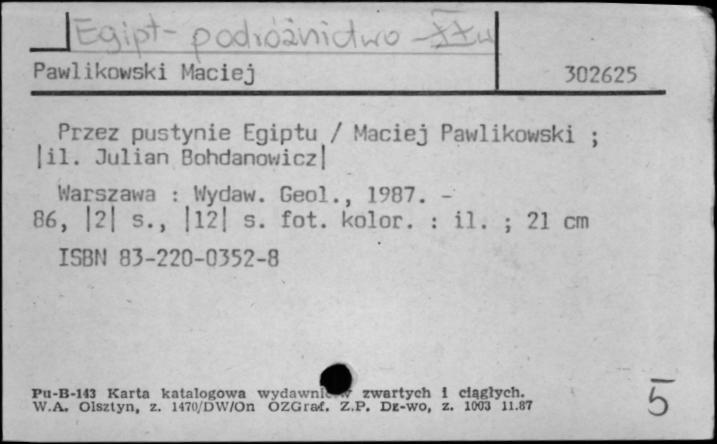 Egipt - podróżnictwo - XX w
Pawlikowski Maciej
302625
Przez pustynie Egiptu / Maciej Pawlikowski ;
|il. Julian Bohdanowicz|
Warszawa : Wydaw. Geol., 1987. -
86, |2| s., |12| s. fot. kolor. : il. ; 21 cm
ISBN 83-220-0352-8
Pu-B-143 Karta katalogowa wydawnictw zwartych i ciągłych.
W.A. Olsztyn, z. 1470/DW/On OZGraf. Z.P. Dz-wo, z. 1003 11.87
5